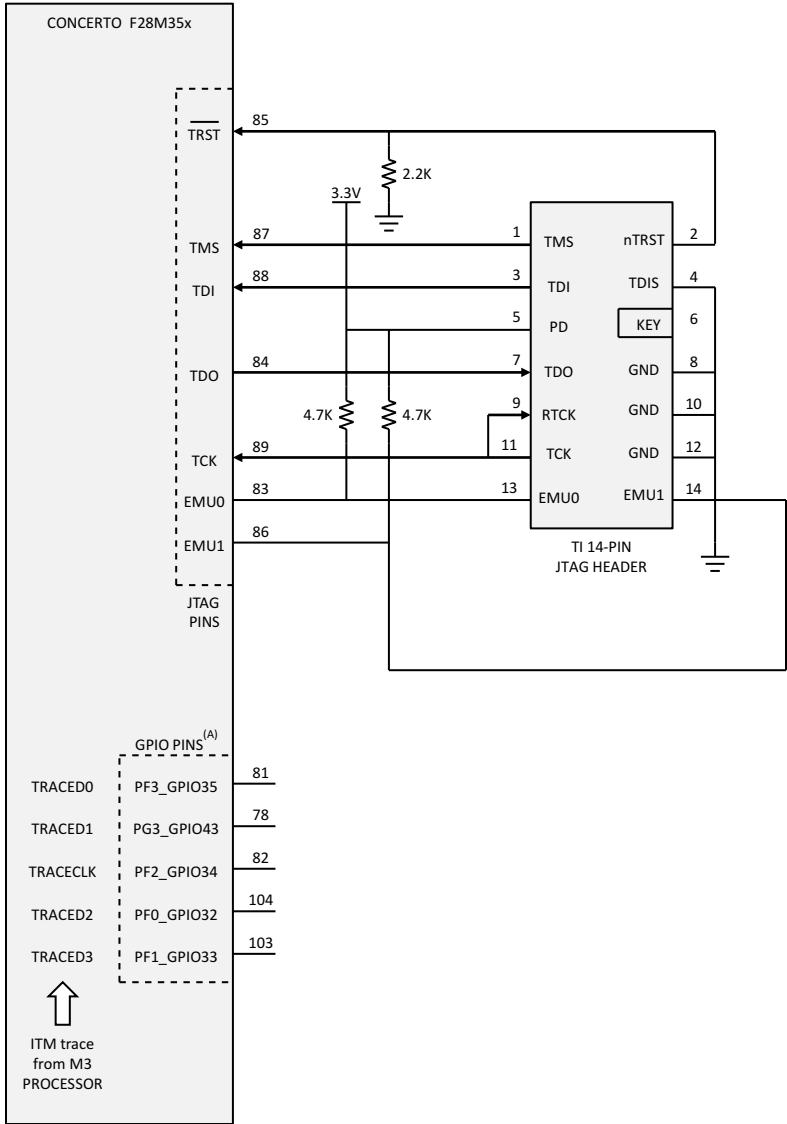 CONCERTO F28M35x
85
TRST
2.2K
3.3V
87
1
2
TMS
TMS
nTRST
88
3
4
TDI
TDI
TDIS
5
PD
KEY
6
84
7
8
TDO
TDO
GND
4.7K
4.7K
9
10
RTCK
GND
89
11
12
TCK
TCK
GND
83
13
14
EMU0
EMU0
EMU1
86
EMU1
TI 14-PIN
JTAG HEADER
JTAG
PINS
GPIO PINS(A)
81
TRACED0
PF3_GPIO35
78
TRACED1
PG3_GPIO43
82
TRACECLK
PF2_GPIO34
104
TRACED2
PF0_GPIO32
103
TRACED3
PF1_GPIO33
ITM trace
from M3
PROCESSOR